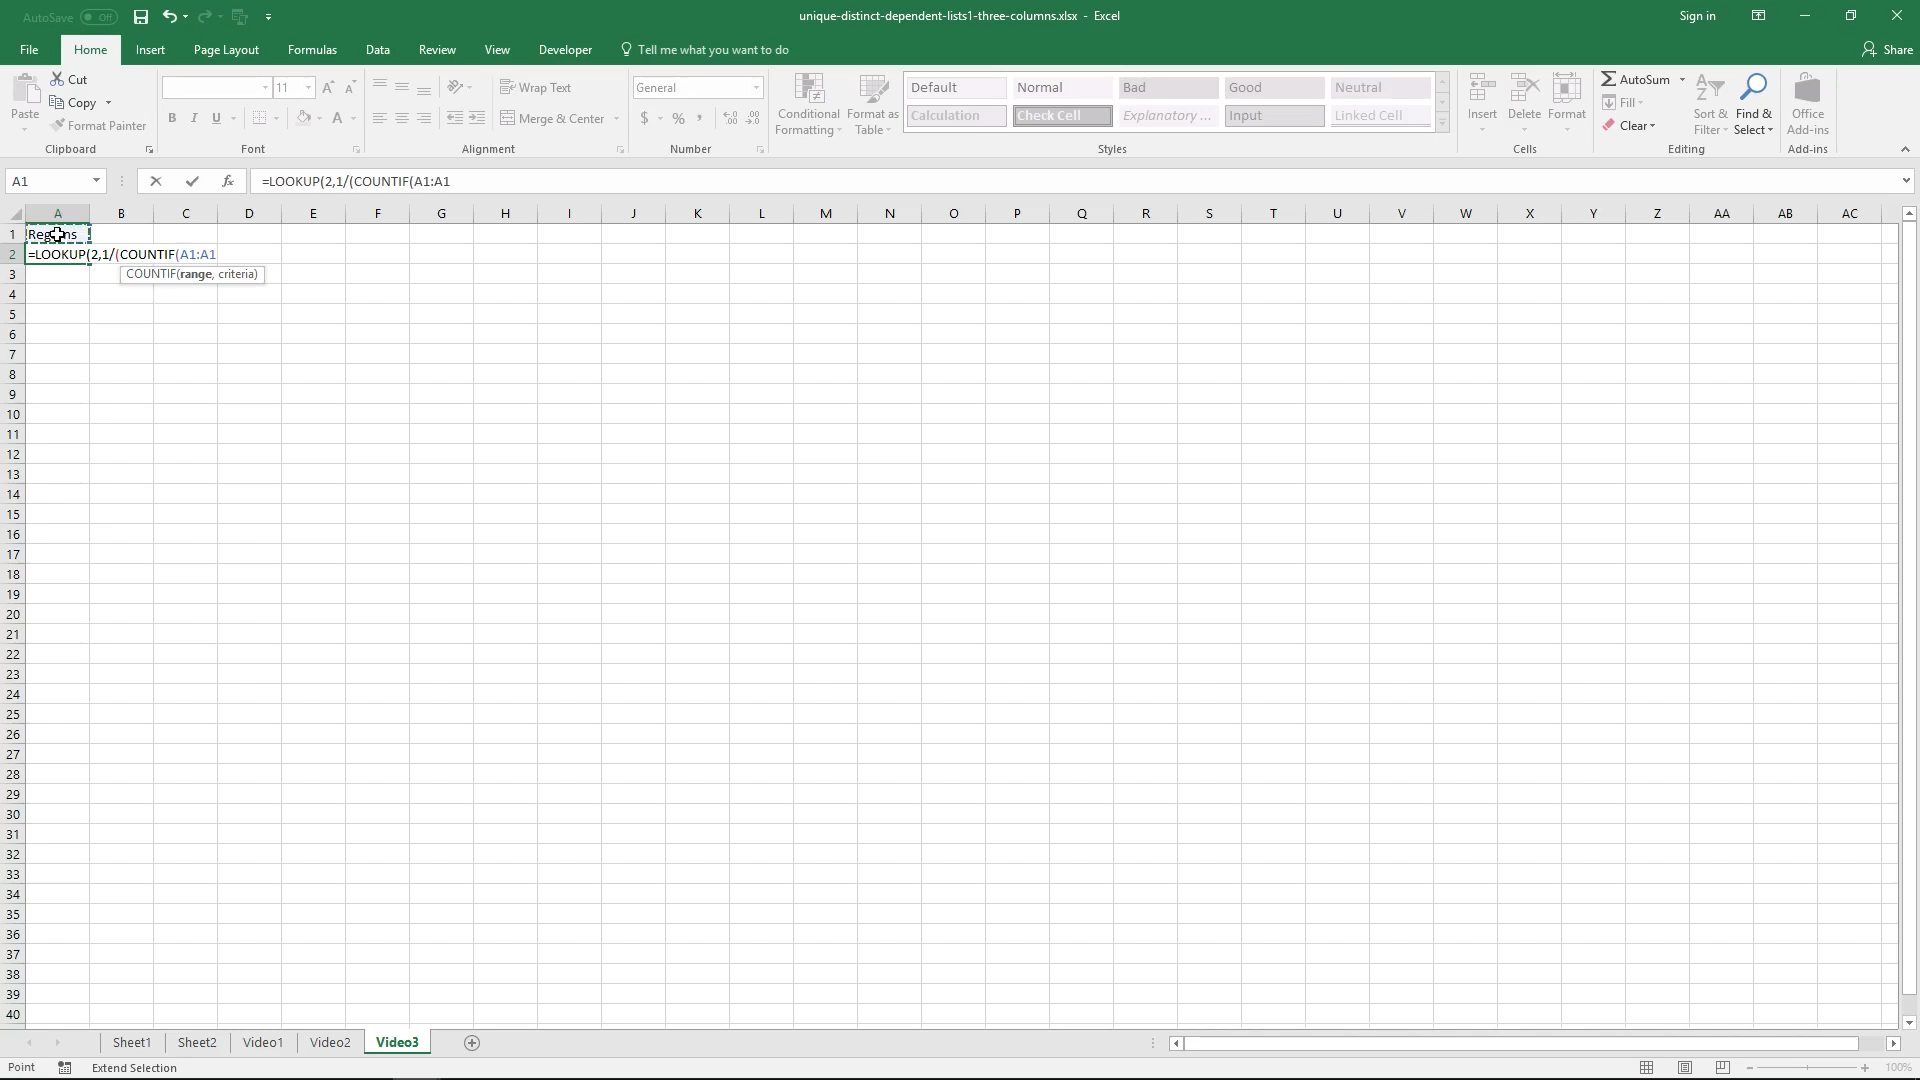 AutoSave Off unique-distinct-dependent-lists1-three-columns.xlsx - Excel Sign in
File Home Insert Page Layout Formulas Data Review View Developer Tell me what you want to do Share
Paste
Cut
Copy
Format Painter
Clipboard
11
B I U
Font
Wrap Text
Merge & Center
Alignment
General
$ % ,
Number
Conditional Formatting
Format as Table
Default Normal Bad Good Neutral
Calculation Check Cell Explanatory ... Input Linked Cell
Styles
Insert Delete Format
Cells
AutoSum
Fill
Clear
Sort & Filter
Find & Select
Editing
Office Add-ins
Add-ins
A1 fx =LOOKUP(2,1/(COUNTIF(A1:A1
A B C D E F G H I J K L M N O P Q R S T U V W X Y Z AA AB AC
1 Regions
2 =LOOKUP(2,1/(COUNTIF(A1:A1
3 COUNTIF(range, criteria)
4
5
6
7
8
9
10
11
12
13
14
15
16
17
18
19
20
21
22
23
24
25
26
27
28
29
30
31
32
33
34
35
36
37
38
39
40
Sheet1 Sheet2 Video1 Video2 Video3
Point Extend Selection 100%